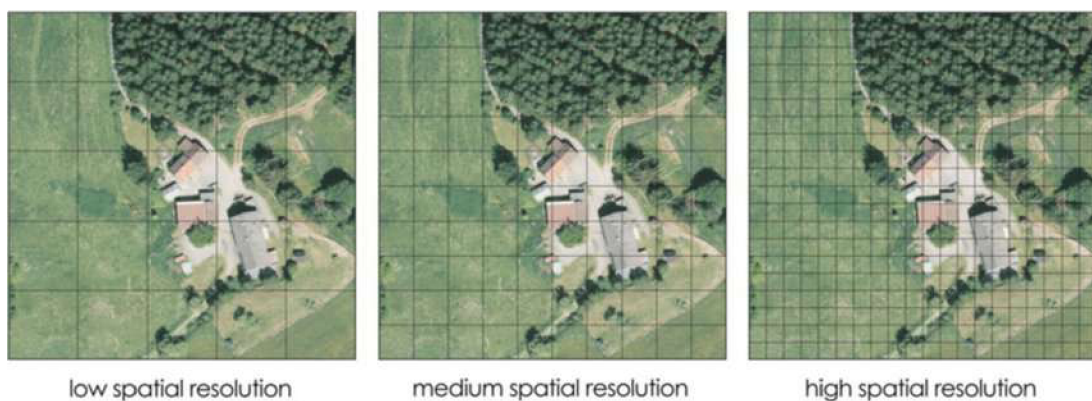 low spatial resolution
medium spatial resolution
high spatial resolution